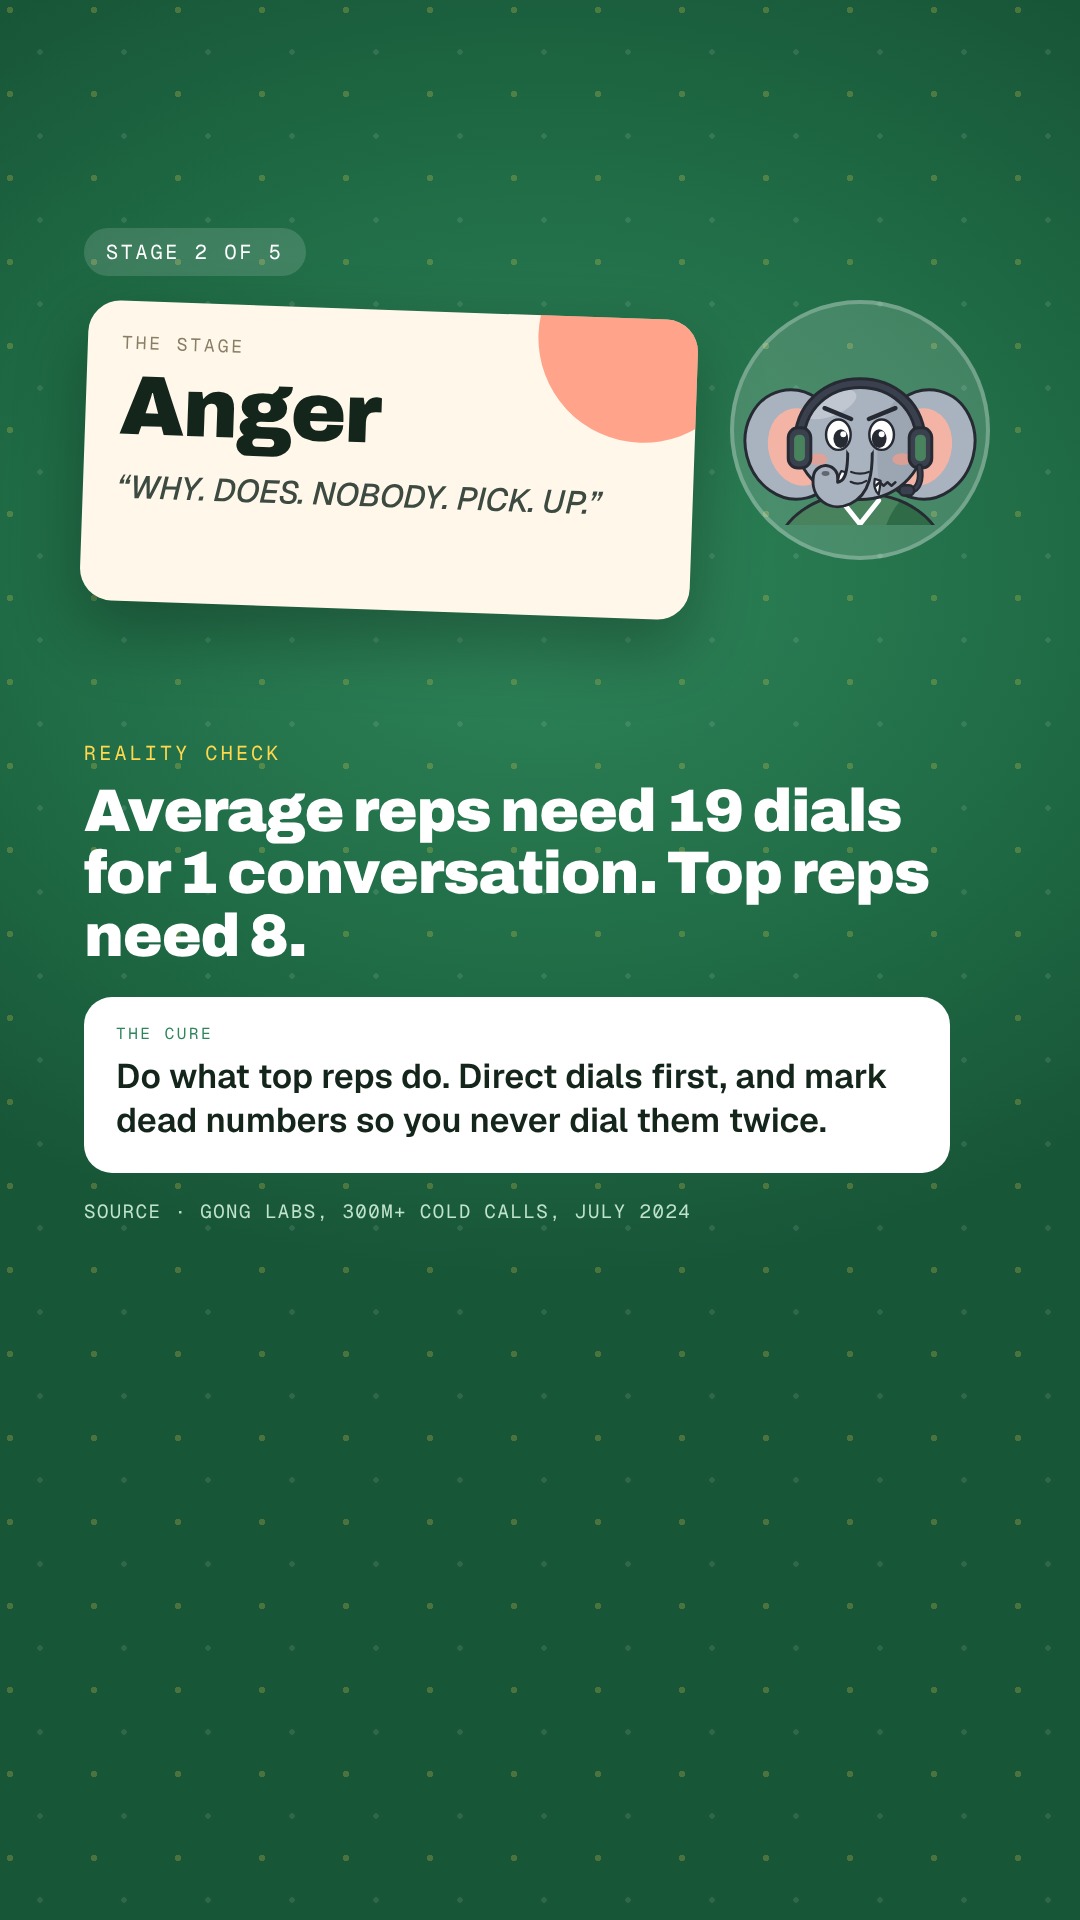 STAGE 2 OF 5
THE STAGE
Anger
“WHY. DOES. NOBODY. PICK. UP.”
REALITY CHECK
Average reps need 19 dials
for 1 conversation. Top reps
need 8.
THE CURE
Do what top reps do. Direct dials first, and mark
dead numbers so you never dial them twice.
SOURCE · GONG LABS, 300M+ COLD CALLS, JULY 2024